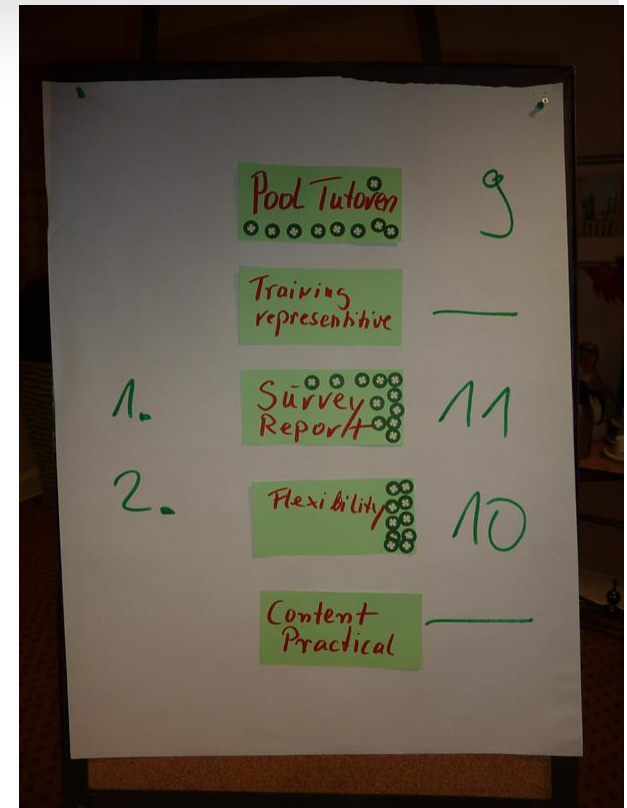 Pool Tutoren 9
Training
representitive —
1. Survey 11
Report
2. Flexibility 10
Content —
Practical